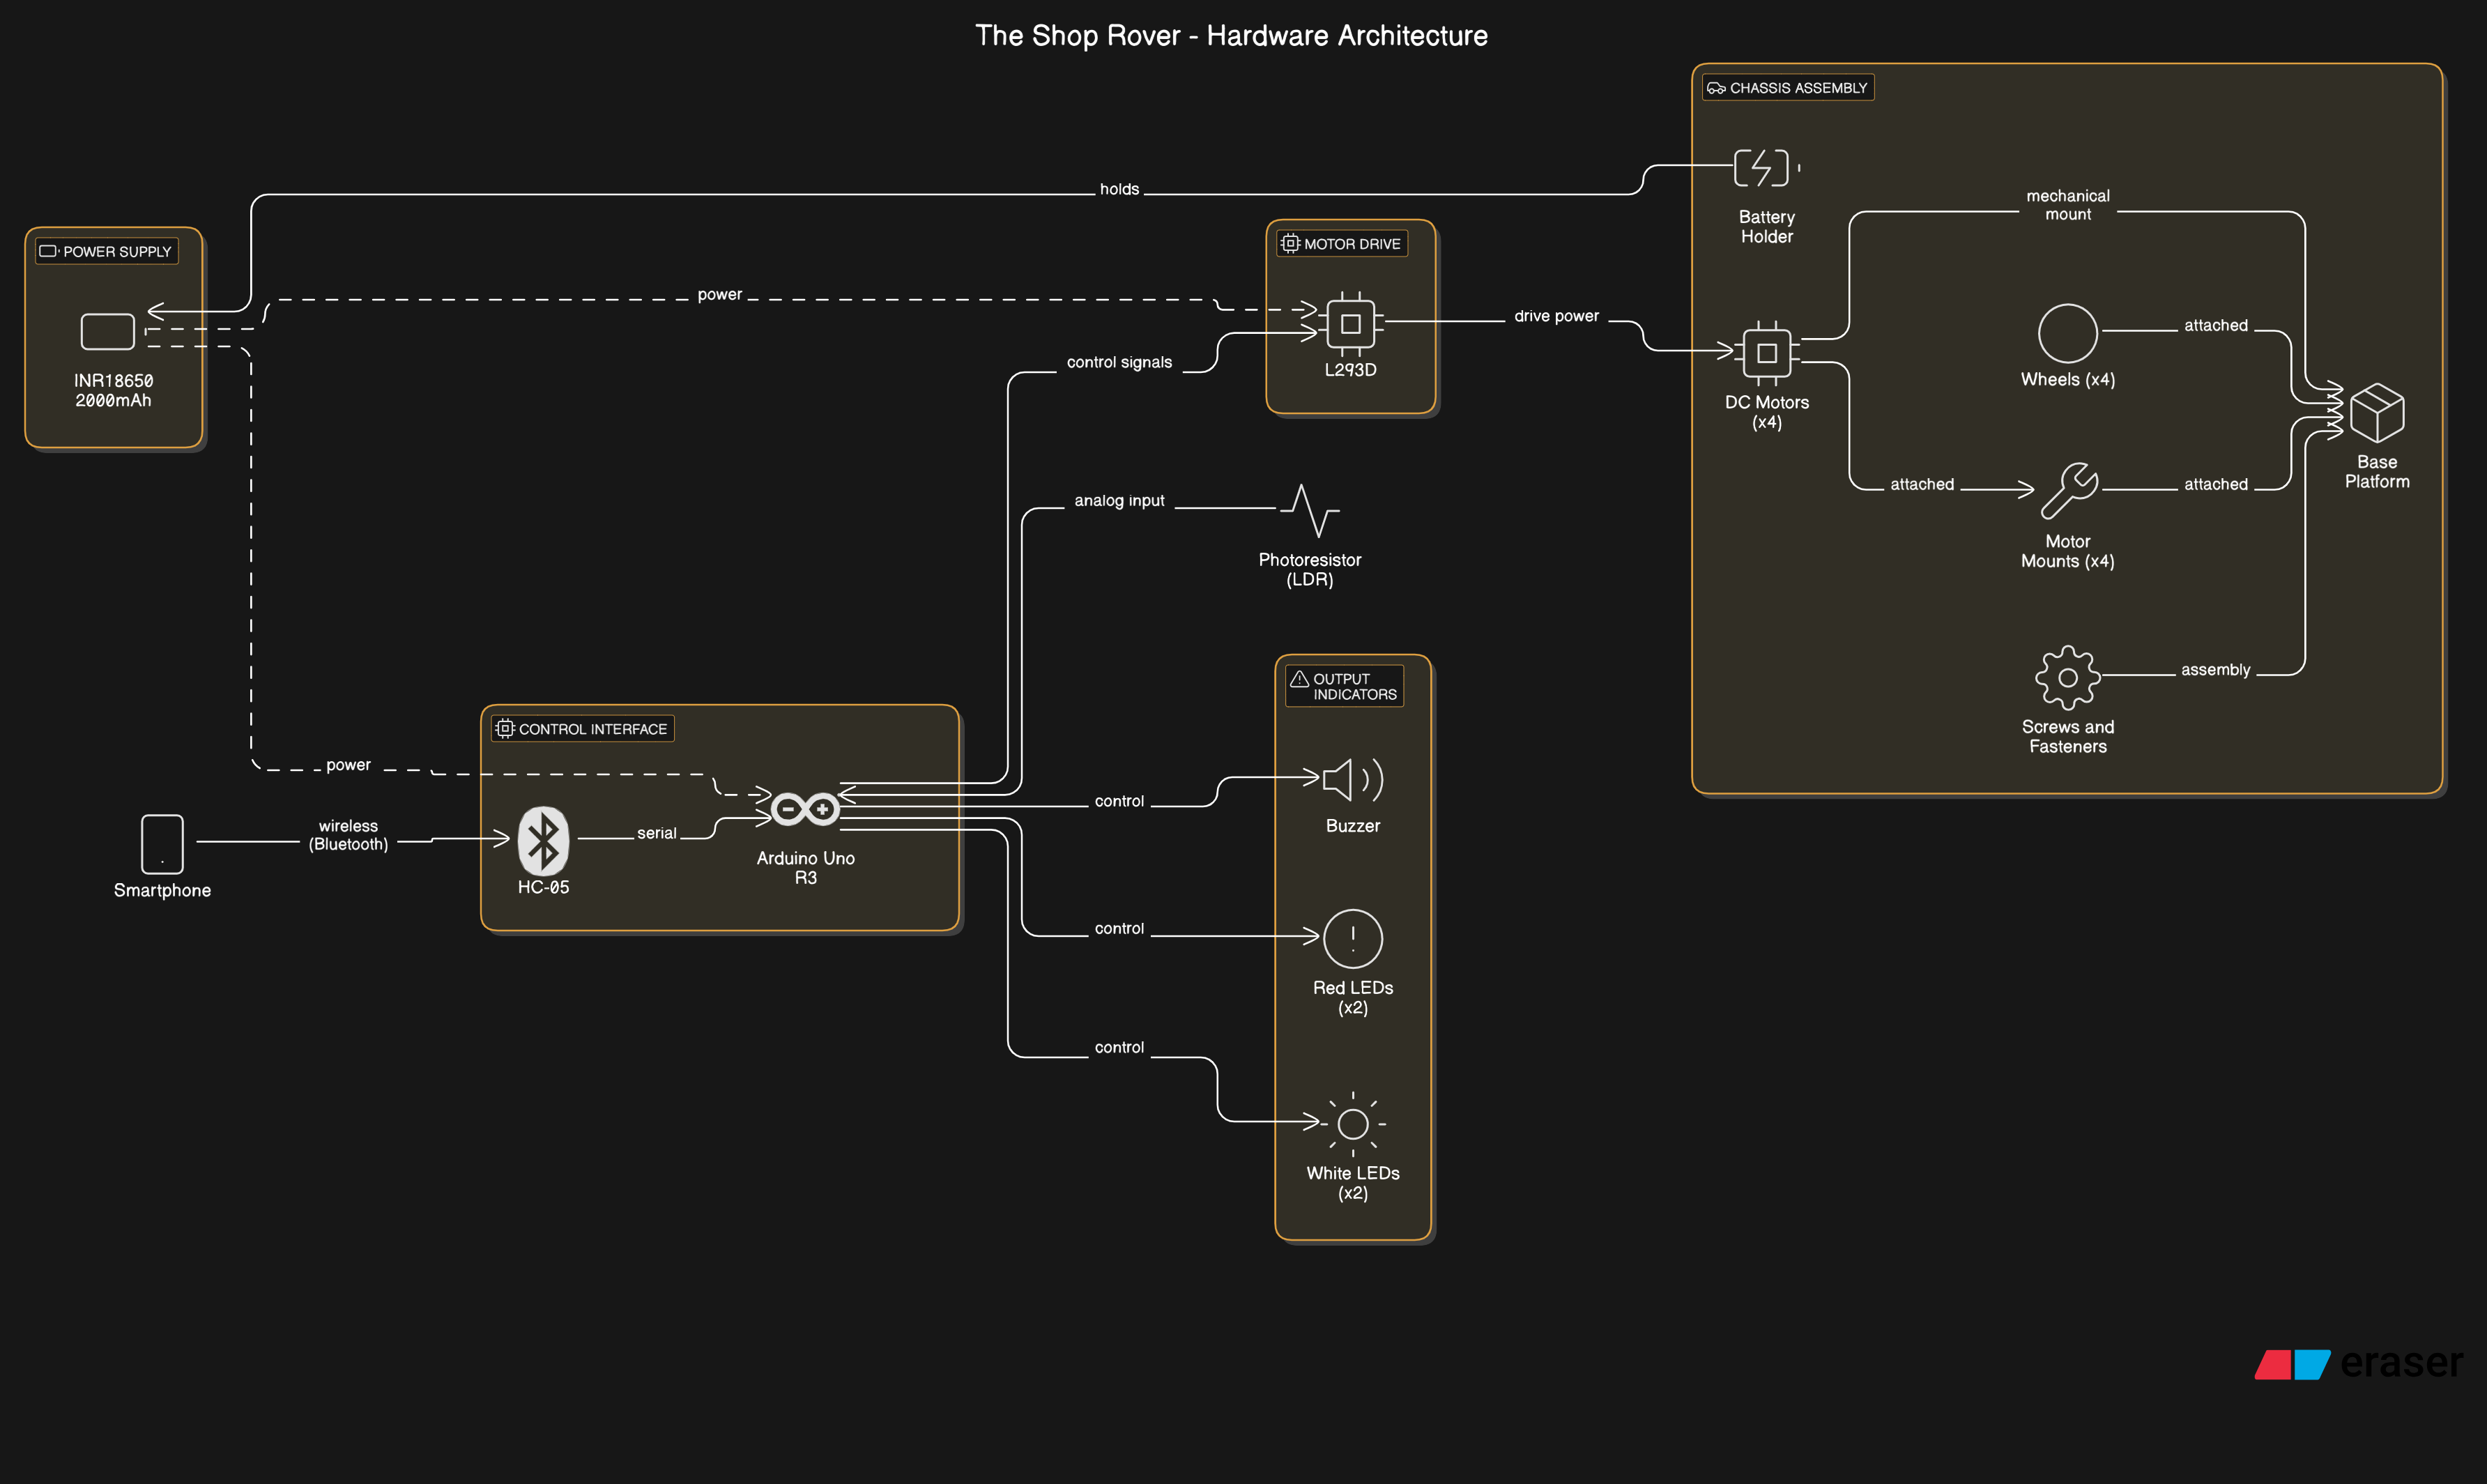 The Shop Rover - Hardware Architecture
CHASSIS ASSEMBLY
Battery
Holder
mechanical
mount
holds
POWER SUPPLY
INR18650
2000mAh
power
MOTOR DRIVE
L293D
control signals
drive power
DC Motors
(x4)
Wheels (x4)
attached
attached
Motor
Mounts (x4)
attached
Base
Platform
Screws and
Fasteners
assembly
analog input
Photoresistor
(LDR)
power
CONTROL INTERFACE
Smartphone
wireless
(Bluetooth)
HC-05
serial
Arduino Uno
R3
OUTPUT
INDICATORS
control
Buzzer
control
Red LEDs
(x2)
control
White LEDs
(x2)
eraser